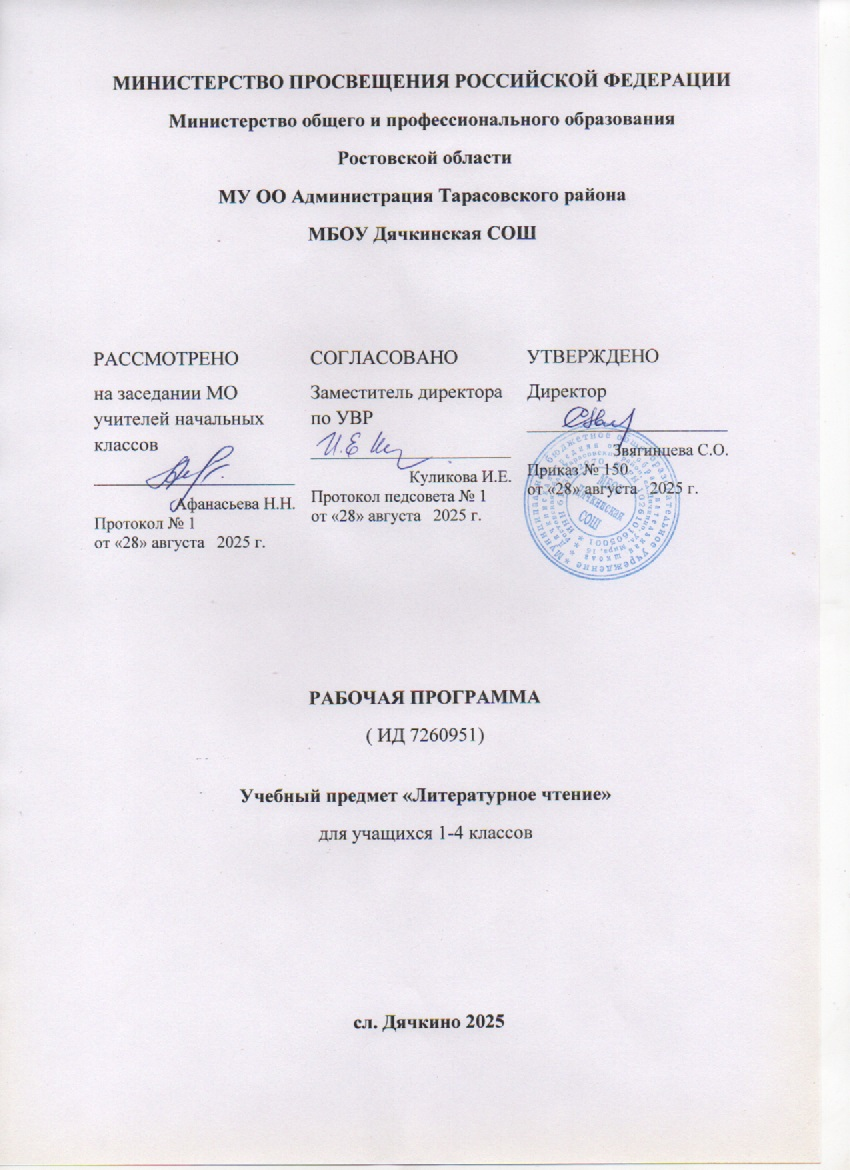 МИНИСТЕРСТВО ПРОСВЕЩЕНИЯ РОССИЙСКОЙ ФЕДЕРАЦИИ
Министерство общего и профессионального образования
Ростовской области
МУ ОО Администрация Тарасовского района
МБОУ Дячкинская СОШ
РАССМОТРЕНО
на заседании МО
учителей начальных
классов
Афанасьева Н.Н.
Протокол № 1
от «28» августа 2025 г.
СОГЛАСОВАНО
Заместитель директора
по УВР
Куликова И.Е.
Протокол педсовета № 1
от «28» августа 2025 г.
УТВЕРЖДЕНО
Директор
Звягинцева С.О.
Приказ № 150
от «28» августа 2025 г.
РАБОЧАЯ ПРОГРАММА
( ИД 7260951)
Учебный предмет «Литературное чтение»
для учащихся 1-4 классов
сл. Дячкино 2025